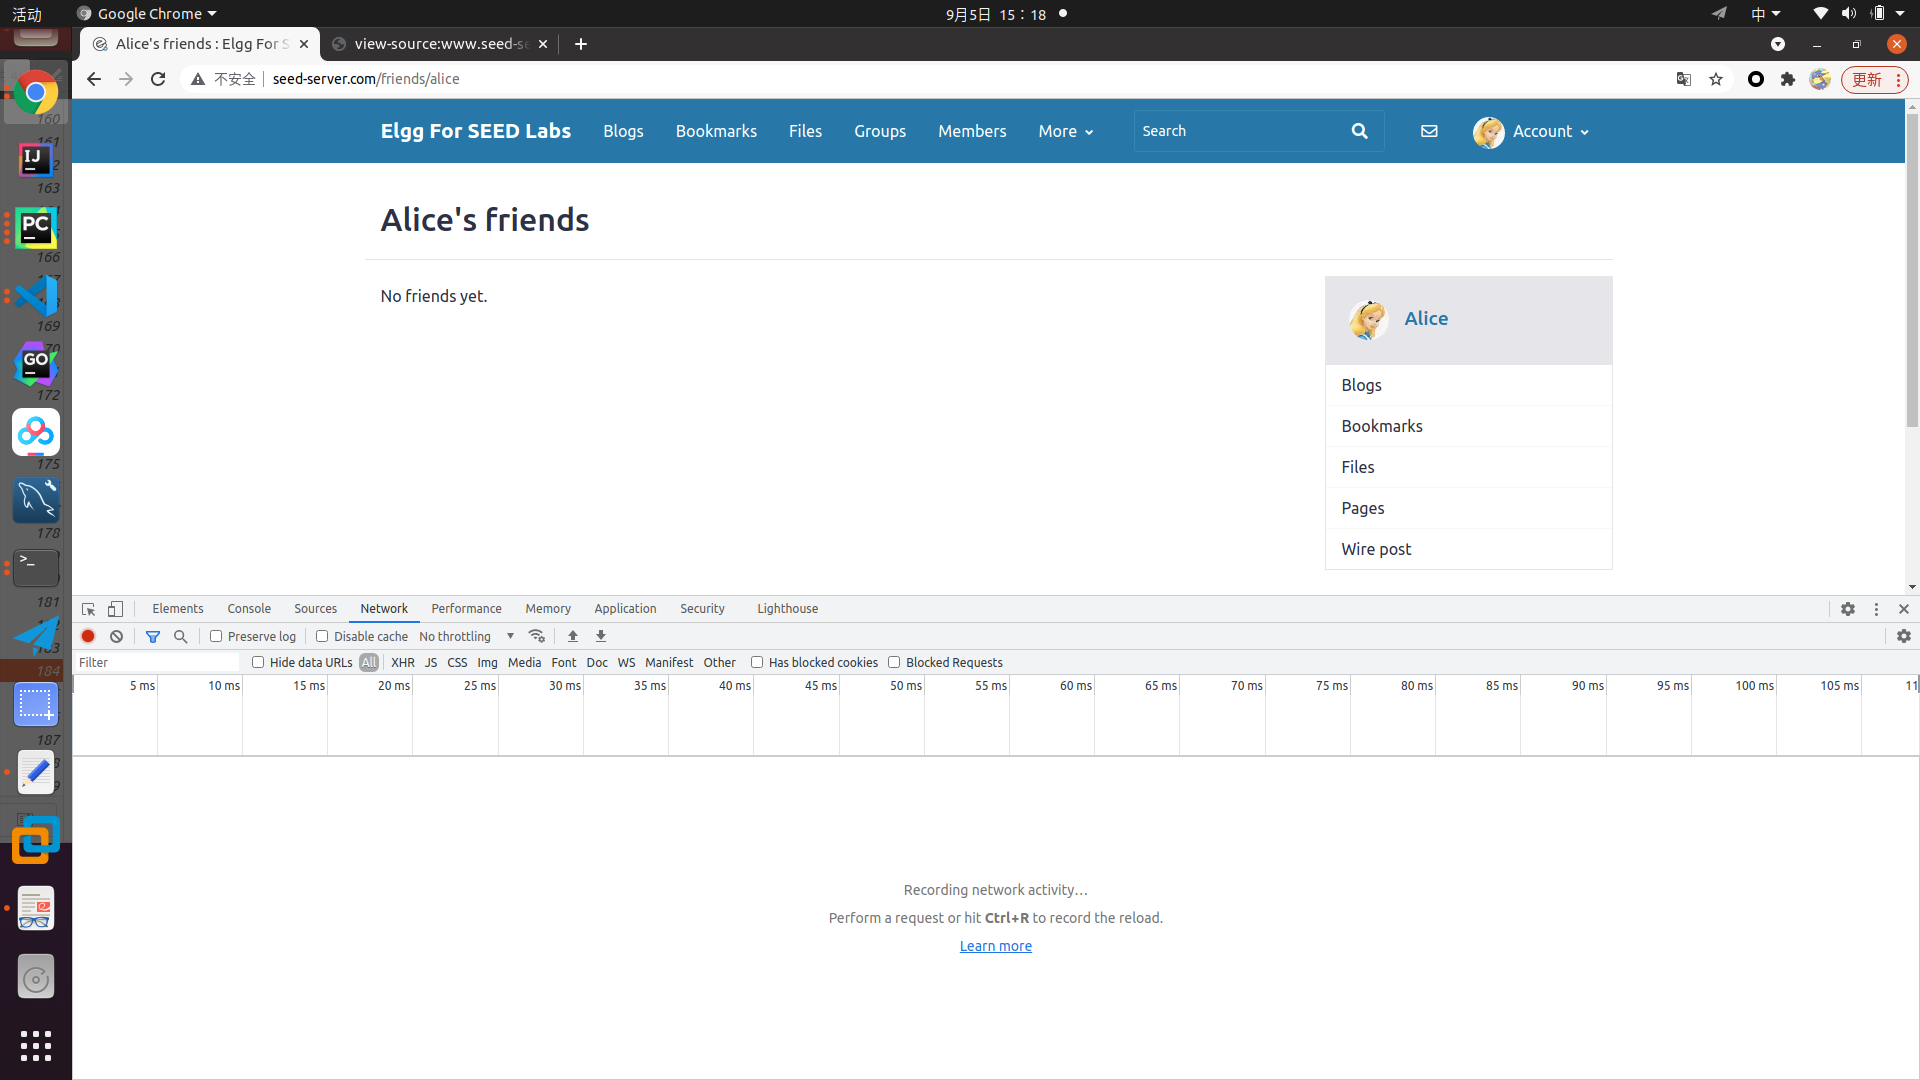 活动 Google Chrome 9月5日 15:18 中
Alice's friends : Elgg For S view-source:www.seed-se
不安全 seed-server.com/friends/alice 更新
Elgg For SEED Labs Blogs Bookmarks Files Groups Members More Search Account
Alice's friends
No friends yet.
Alice
Blogs
Bookmarks
Files
Pages
Wire post
Elements Console Sources Network Performance Memory Application Security Lighthouse
Preserve log Disable cache No throttling
Filter Hide data URLs All XHR JS CSS Img Media Font Doc WS Manifest Other Has blocked cookies Blocked Requests
5 ms 10 ms 15 ms 20 ms 25 ms 30 ms 35 ms 40 ms 45 ms 50 ms 55 ms 60 ms 65 ms 70 ms 75 ms 80 ms 85 ms 90 ms 95 ms 100 ms 105 ms 11
Recording network activity…
Perform a request or hit Ctrl+R to record the reload.
Learn more
160
IJ
163
PC
166
169
GO
172
175
178
>_
181
183
184
187